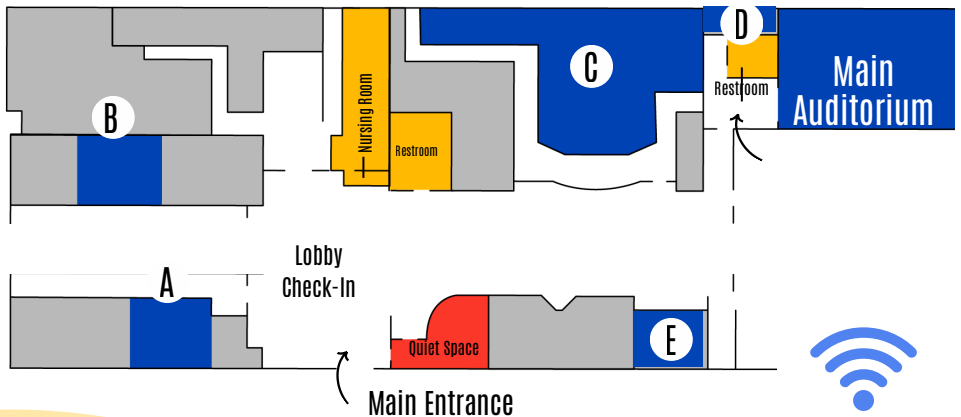 D
C
Main
Auditorium
Restroom
B
Nursing Room
Restroom
Lobby
Check-In
A
E
Quiet Space
Main Entrance